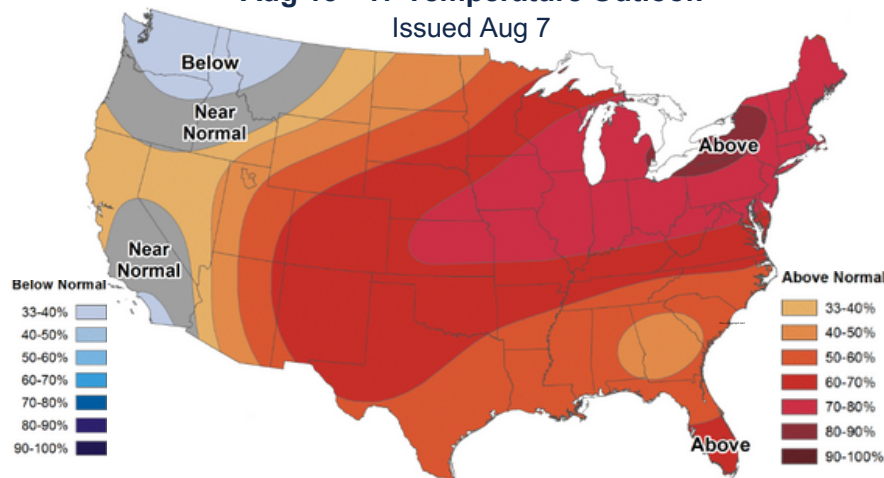 Issued Aug 7
Below
Near
Normal
Above
Near
Normal
Below Normal
33-40%
40-50%
50-60%
60-70%
70-80%
80-90%
90-100%
Above Normal
33-40%
40-50%
50-60%
60-70%
70-80%
80-90%
90-100%
Above